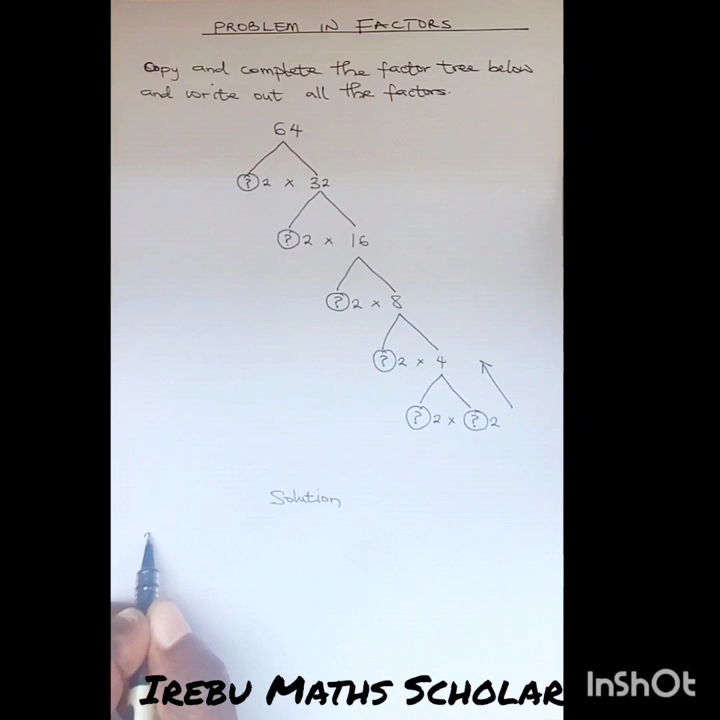 PROBLEM IN FACTORS
Copy and complete the factor tree below
and write out all the factors.
64
? 2 × 32
? 2 × 16
? 2 × 8
? 2 × 4
? 2 × ? 2
Solution
IREBU MATHS SCHOLAR
InShOt